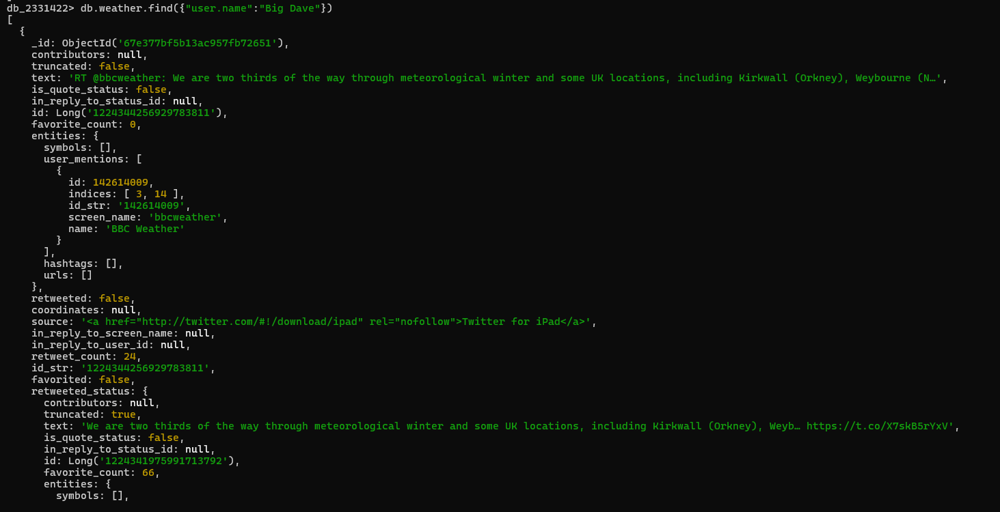 db_2331422> db.weather.find({"user.name":"Big Dave"})
[
  {
    _id: ObjectId('67e377bf5b13ac957fb72651'),
    contributors: null,
    truncated: false,
    text: 'RT @bbcweather: We are two thirds of the way through meteorological winter and some UK locations, including Kirkwall (Orkney), Weybourne (N…',
    is_quote_status: false,
    in_reply_to_status_id: null,
    id: Long('1224344256929783811'),
    favorite_count: 0,
    entities: {
      symbols: [],
      user_mentions: [
        {
          id: 142614009,
          indices: [ 3, 14 ],
          id_str: '142614009',
          screen_name: 'bbcweather',
          name: 'BBC Weather'
        }
      ],
      hashtags: [],
      urls: []
    },
    retweeted: false,
    coordinates: null,
    source: '<a href="http://twitter.com/#!/download/ipad" rel="nofollow">Twitter for iPad</a>',
    in_reply_to_screen_name: null,
    in_reply_to_user_id: null,
    retweet_count: 24,
    id_str: '1224344256929783811',
    favorited: false,
    retweeted_status: {
      contributors: null,
      truncated: true,
      text: 'We are two thirds of the way through meteorological winter and some UK locations, including Kirkwall (Orkney), Weyb… https://t.co/X7skB5rYxV',
      is_quote_status: false,
      in_reply_to_status_id: null,
      id: Long('1224341975991713792'),
      favorite_count: 66,
      entities: {
        symbols: [],